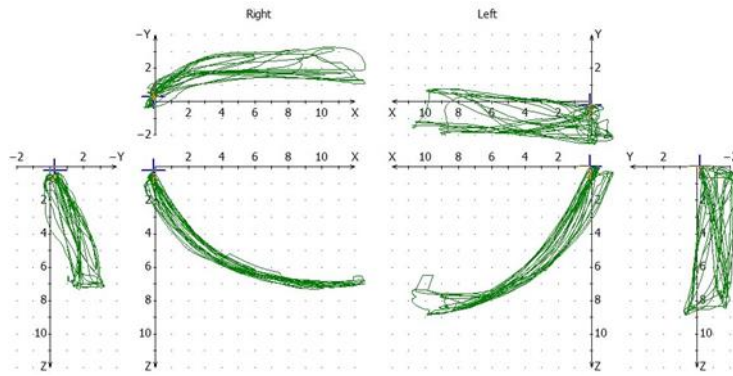 Right Left
−Y Y
2 2
2 4 6 8 10 X X 10 8 6 4 2
−2 −2
−2 2 −Y 2 4 6 8 10 X X 10 8 6 4 2 Y 2 −2
2 2 2 2
4 4 4 4
6 6 6 6
8 8 8 8
10 10 10 10
Z Z Z Z